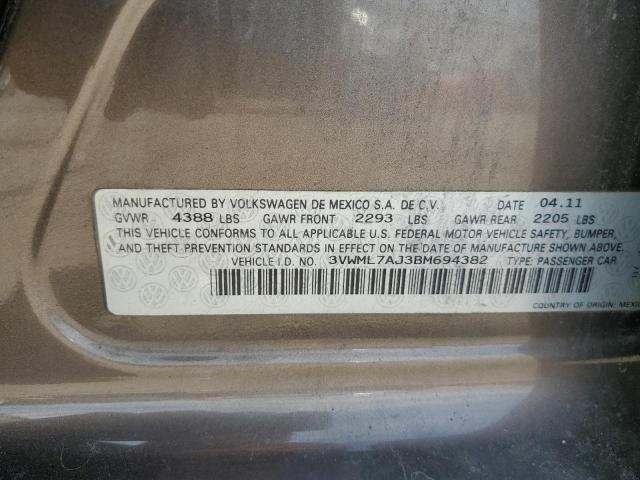 MANUFACTURED BY VOLKSWAGEN DE MEXICO S.A. DE C.V. DATE 04.11
GVWR 4388 LBS GAWR FRONT 2293 LBS GAWR REAR 2205 LBS
THIS VEHICLE CONFORMS TO ALL APPLICABLE U.S. FEDERAL MOTOR VEHICLE SAFETY, BUMPER,
AND THEFT PREVENTION STANDARDS IN EFFECT ON THE DATE OF MANUFACTURE SHOWN ABOVE.
VEHICLE I.D. NO. 3VWML7AJ3BM694382 TYPE: PASSENGER CAR
COUNTRY OF ORIGIN: MEXIC